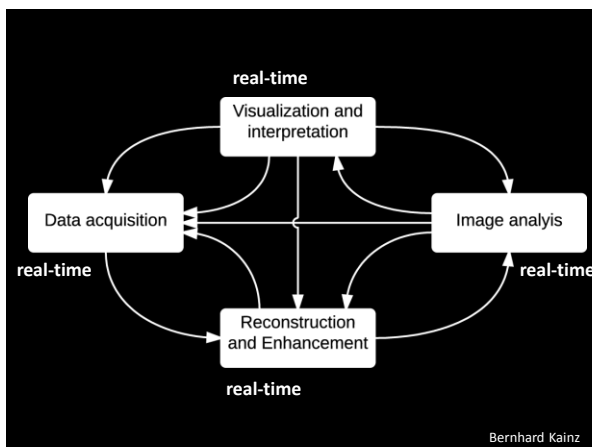 real-time
Visualization and
interpretation
Data acquisition
Image analyis
real-time
real-time
Reconstruction
and Enhancement
real-time
Bernhard Kainz